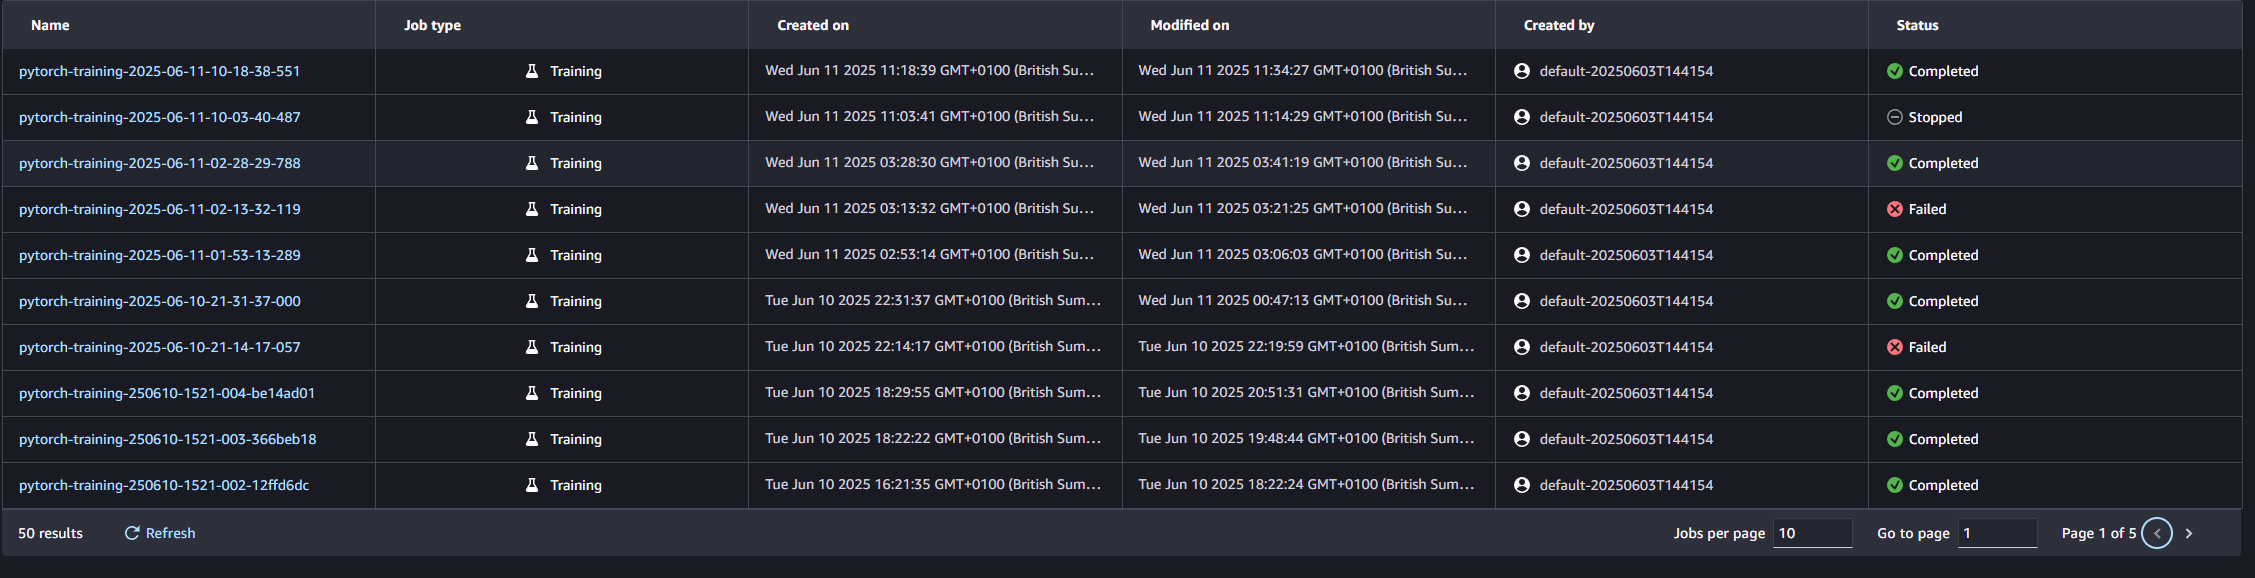 Name Job type Created on Modified on Created by Status
pytorch-training-2025-06-11-10-18-38-551 Training Wed Jun 11 2025 11:18:39 GMT+0100 (British Su... Wed Jun 11 2025 11:34:27 GMT+0100 (British Su... default-20250603T144154 Completed
pytorch-training-2025-06-11-10-03-40-487 Training Wed Jun 11 2025 11:03:41 GMT+0100 (British Su... Wed Jun 11 2025 11:14:29 GMT+0100 (British Su... default-20250603T144154 Stopped
pytorch-training-2025-06-11-02-28-29-788 Training Wed Jun 11 2025 03:28:30 GMT+0100 (British Su... Wed Jun 11 2025 03:41:19 GMT+0100 (British Su... default-20250603T144154 Completed
pytorch-training-2025-06-11-02-13-32-119 Training Wed Jun 11 2025 03:13:32 GMT+0100 (British Su... Wed Jun 11 2025 03:21:25 GMT+0100 (British Su... default-20250603T144154 Failed
pytorch-training-2025-06-11-01-53-13-289 Training Wed Jun 11 2025 02:53:14 GMT+0100 (British Su... Wed Jun 11 2025 03:06:03 GMT+0100 (British Su... default-20250603T144154 Completed
pytorch-training-2025-06-10-21-31-37-000 Training Tue Jun 10 2025 22:31:37 GMT+0100 (British Sum... Wed Jun 11 2025 00:47:13 GMT+0100 (British Su... default-20250603T144154 Completed
pytorch-training-2025-06-10-21-14-17-057 Training Tue Jun 10 2025 22:14:17 GMT+0100 (British Sum... Tue Jun 10 2025 22:19:59 GMT+0100 (British Sum... default-20250603T144154 Failed
pytorch-training-250610-1521-004-be14ad01 Training Tue Jun 10 2025 18:29:55 GMT+0100 (British Sum... Tue Jun 10 2025 20:51:31 GMT+0100 (British Sum... default-20250603T144154 Completed
pytorch-training-250610-1521-003-366beb18 Training Tue Jun 10 2025 18:22:22 GMT+0100 (British Sum... Tue Jun 10 2025 19:48:44 GMT+0100 (British Sum... default-20250603T144154 Completed
pytorch-training-250610-1521-002-12ffd6dc Training Tue Jun 10 2025 16:21:35 GMT+0100 (British Sum... Tue Jun 10 2025 18:22:24 GMT+0100 (British Sum... default-20250603T144154 Completed
50 results Refresh Jobs per page 10 Go to page 1 Page 1 of 5